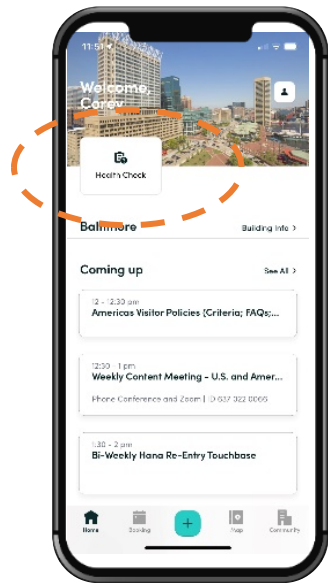 11:51
Welcome,
Corey
Health Check
Baltimore
Building Info >
Coming up
See All >
12 - 12:30 pm
Americas Visitor Policies (Criteria; FAQs;...
12:30 - 1 pm
Weekly Content Meeting - U.S. and Amer...
Phone Conference and Zoom | ID 637 022 0066
1:30 - 2 pm
Bi-Weekly Hana Re-Entry Touchbase
Home
Booking
+
Map
Community